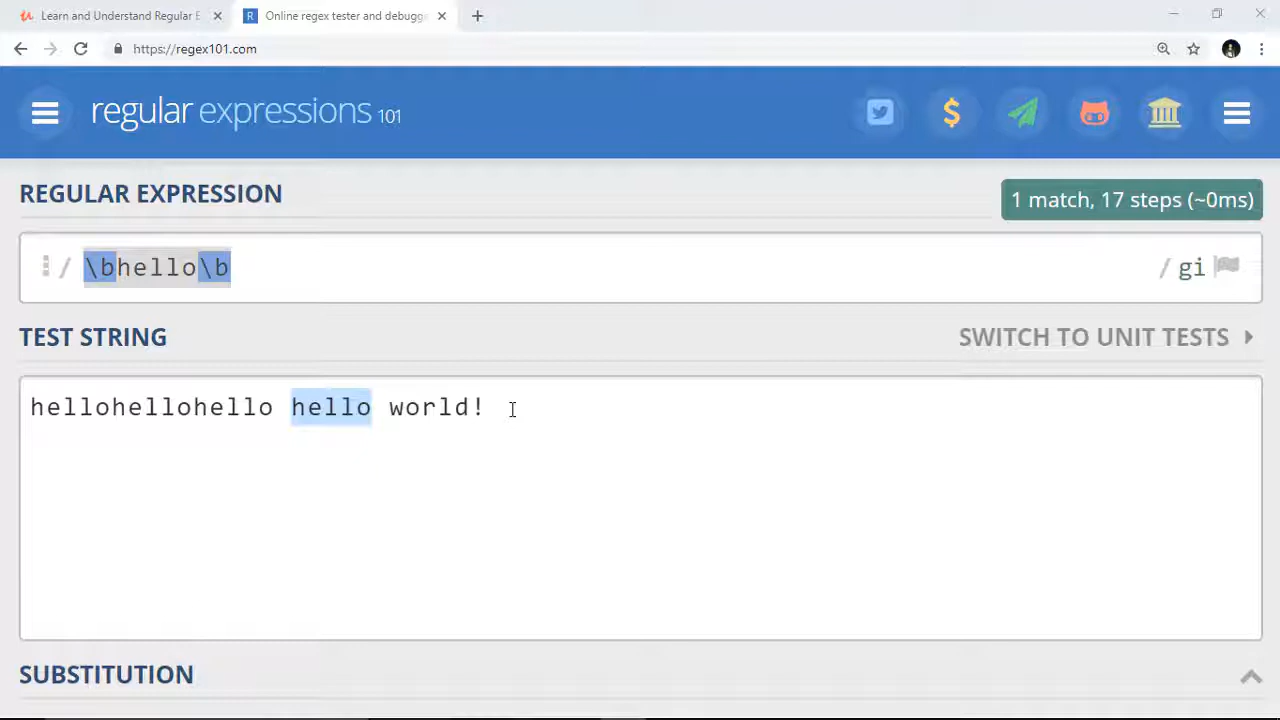 Learn and Understand Regular E
Online regex tester and debugge
https://regex101.com
regular expressions 101
REGULAR EXPRESSION
1 match, 17 steps (~0ms)
/ \bhello\b / gi
TEST STRING
SWITCH TO UNIT TESTS
hellohellohello hello world!
SUBSTITUTION